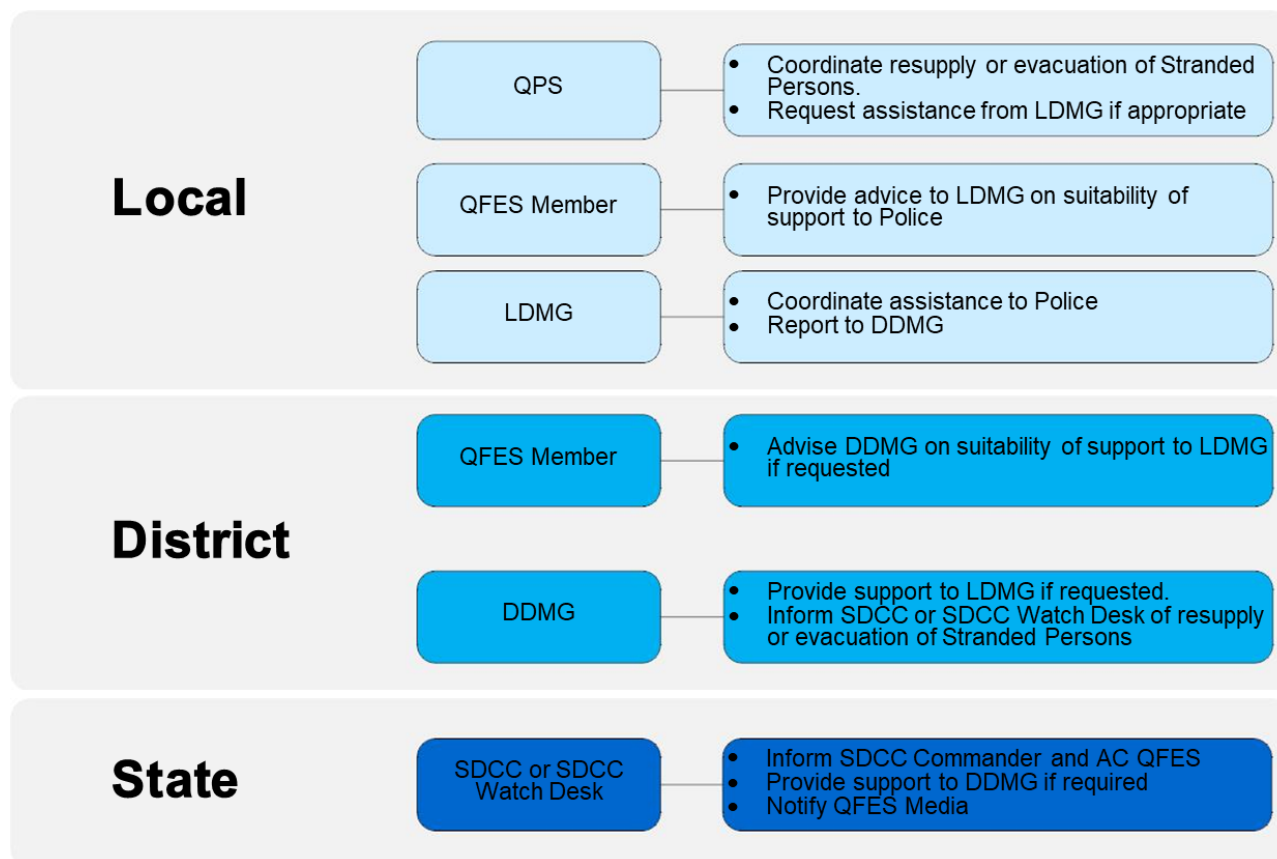 Local
QPS
• Coordinate resupply or evacuation of Stranded
Persons.
• Request assistance from LDMG if appropriate
QFES Member
• Provide advice to LDMG on suitability of
support to Police
LDMG
• Coordinate assistance to Police
• Report to DDMG
District
QFES Member
• Advise DDMG on suitability of support to LDMG
if requested
DDMG
• Provide support to LDMG if requested.
• Inform SDCC or SDCC Watch Desk of resupply
or evacuation of Stranded Persons
State
SDCC or SDCC
Watch Desk
• Inform SDCC Commander and AC QFES
• Provide support to DDMG if required
• Notify QFES Media